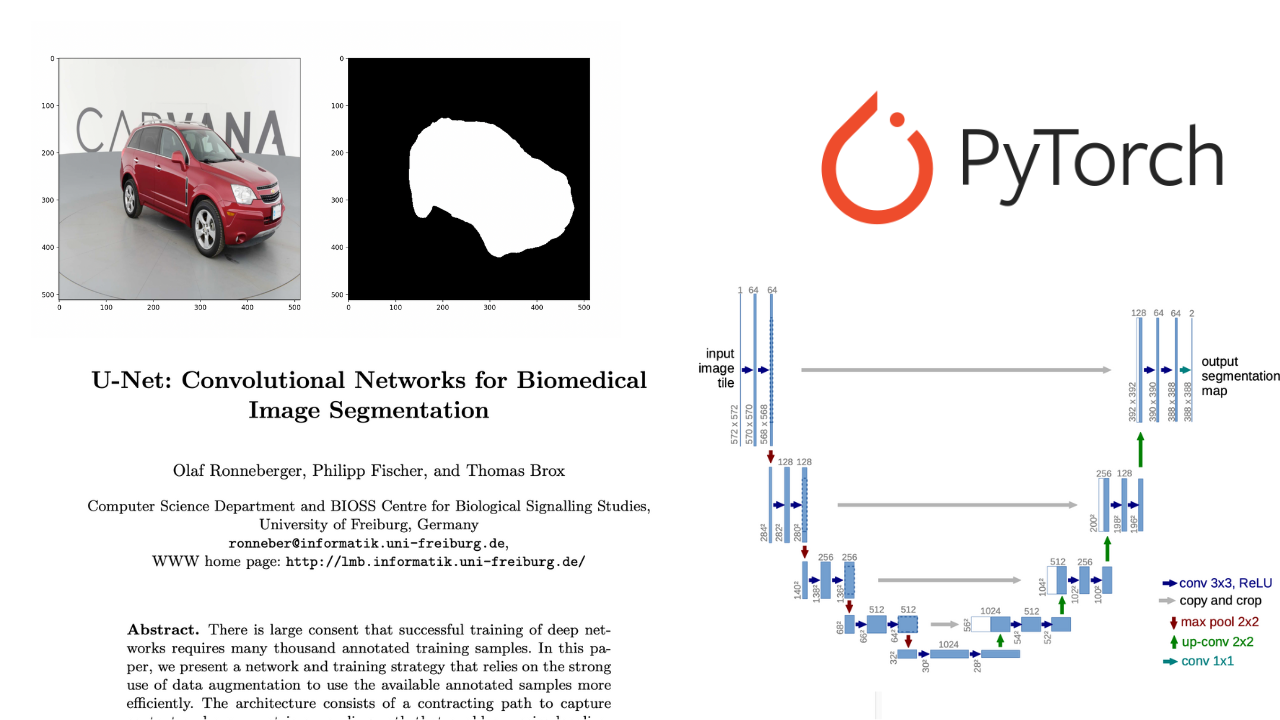 0
100
200
300
400
500
0
100
200
300
400
500
CARVANA
0
100
200
300
400
500
0
100
200
300
400
500
PyTorch
U-Net: Convolutional Networks for Biomedical
Image Segmentation
Olaf Ronneberger, Philipp Fischer, and Thomas Brox
Computer Science Department and BIOSS Centre for Biological Signalling Studies,
University of Freiburg, Germany
ronneber@informatik.uni-freiburg.de,
WWW home page: http://lmb.informatik.uni-freiburg.de/
Abstract. There is large consent that successful training of deep net-
works requires many thousand annotated training samples. In this pa-
per, we present a network and training strategy that relies on the strong
use of data augmentation to use the available annotated samples more
efficiently. The architecture consists of a contracting path to capture
1 64 64
input
image
tile
572 x 572
570 x 570
568 x 568
128 128
284²
282²
280²
256 256
140²
138²
136²
512 512
68²
66²
64²
1024
32²
30²
28²
1024 512
56²
54²
52²
512 256
104²
102²
100²
256 128
200²
198²
196²
128 64 64 2
392 x 392
390 x 390
388 x 388
388 x 388
output
segmentation
map
conv 3x3, ReLU
copy and crop
max pool 2x2
up-conv 2x2
conv 1x1